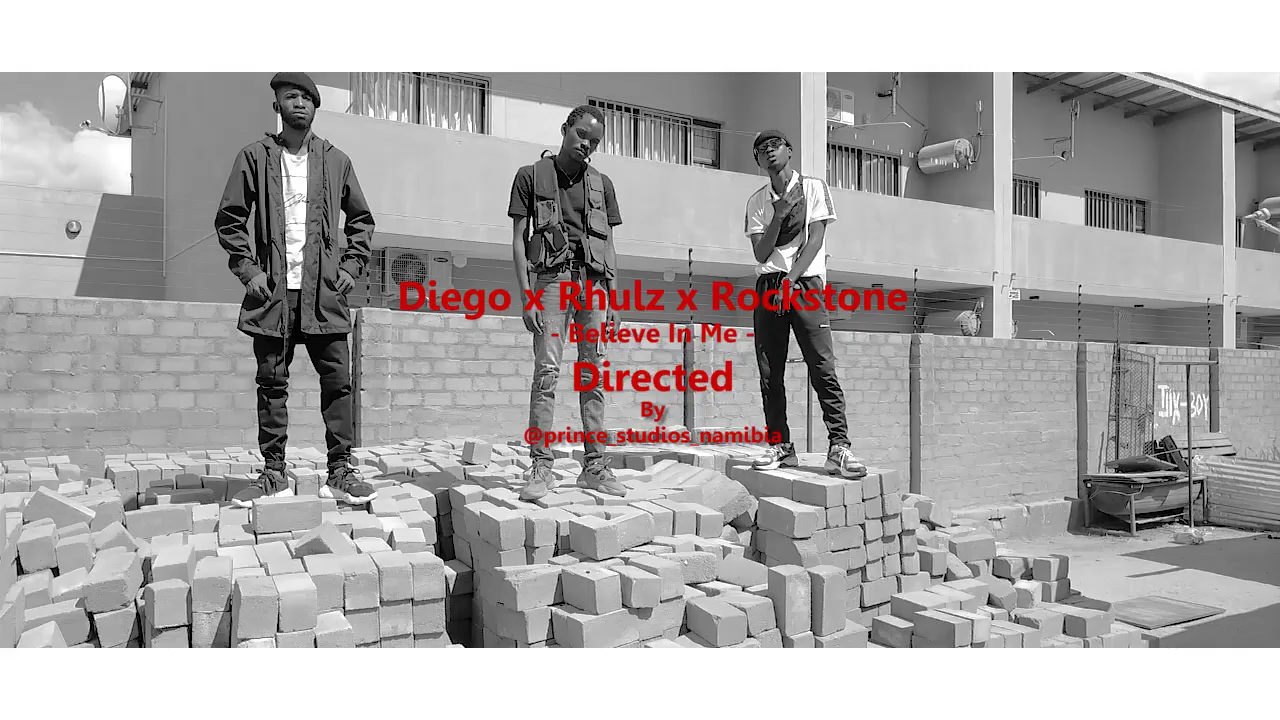 Diego x Rhulz x Rockstone
- Believe In Me -
Directed
By
@prince_studios_namibia